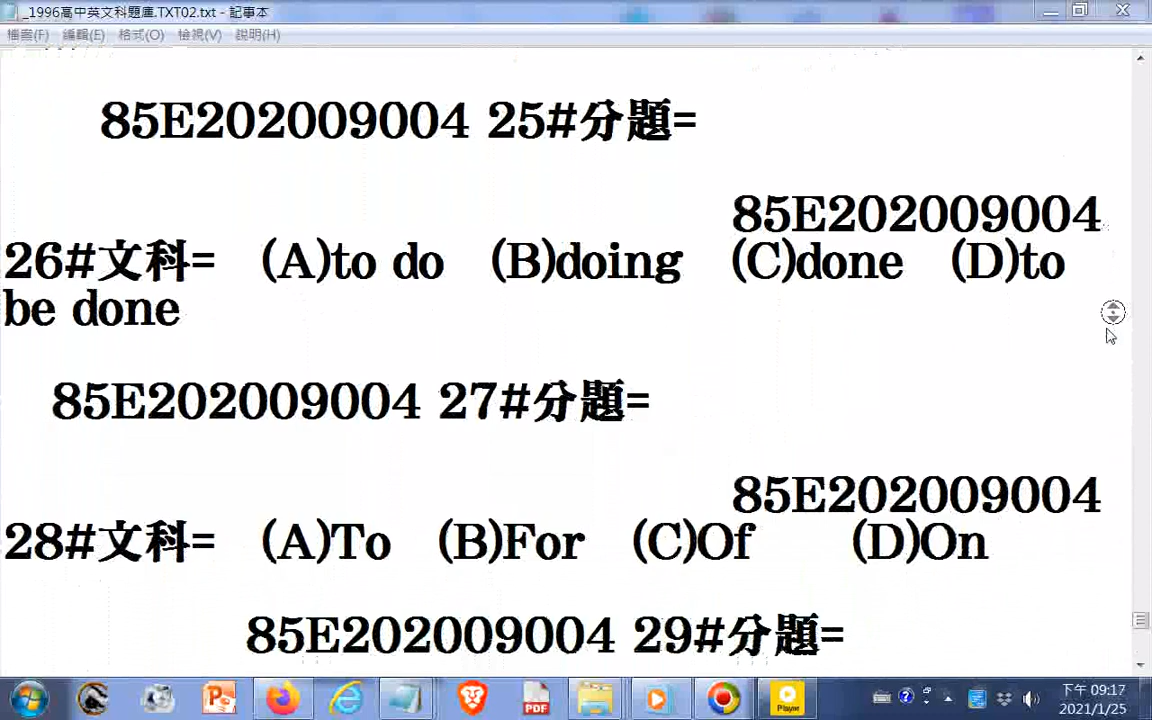 _1996高中英文科題庫.TXT02.txt - 記事本
檔案(F) 編輯(E) 格式(O) 檢視(V) 說明(H)
85E202009004 25#分題=
85E202009004
26#文科= (A)to do (B)doing (C)done (D)to
be done
85E202009004 27#分題=
85E202009004
28#文科= (A)To (B)For (C)Of (D)On
85E202009004 29#分題=
PDF
Player
下午 09:17
2021/1/25